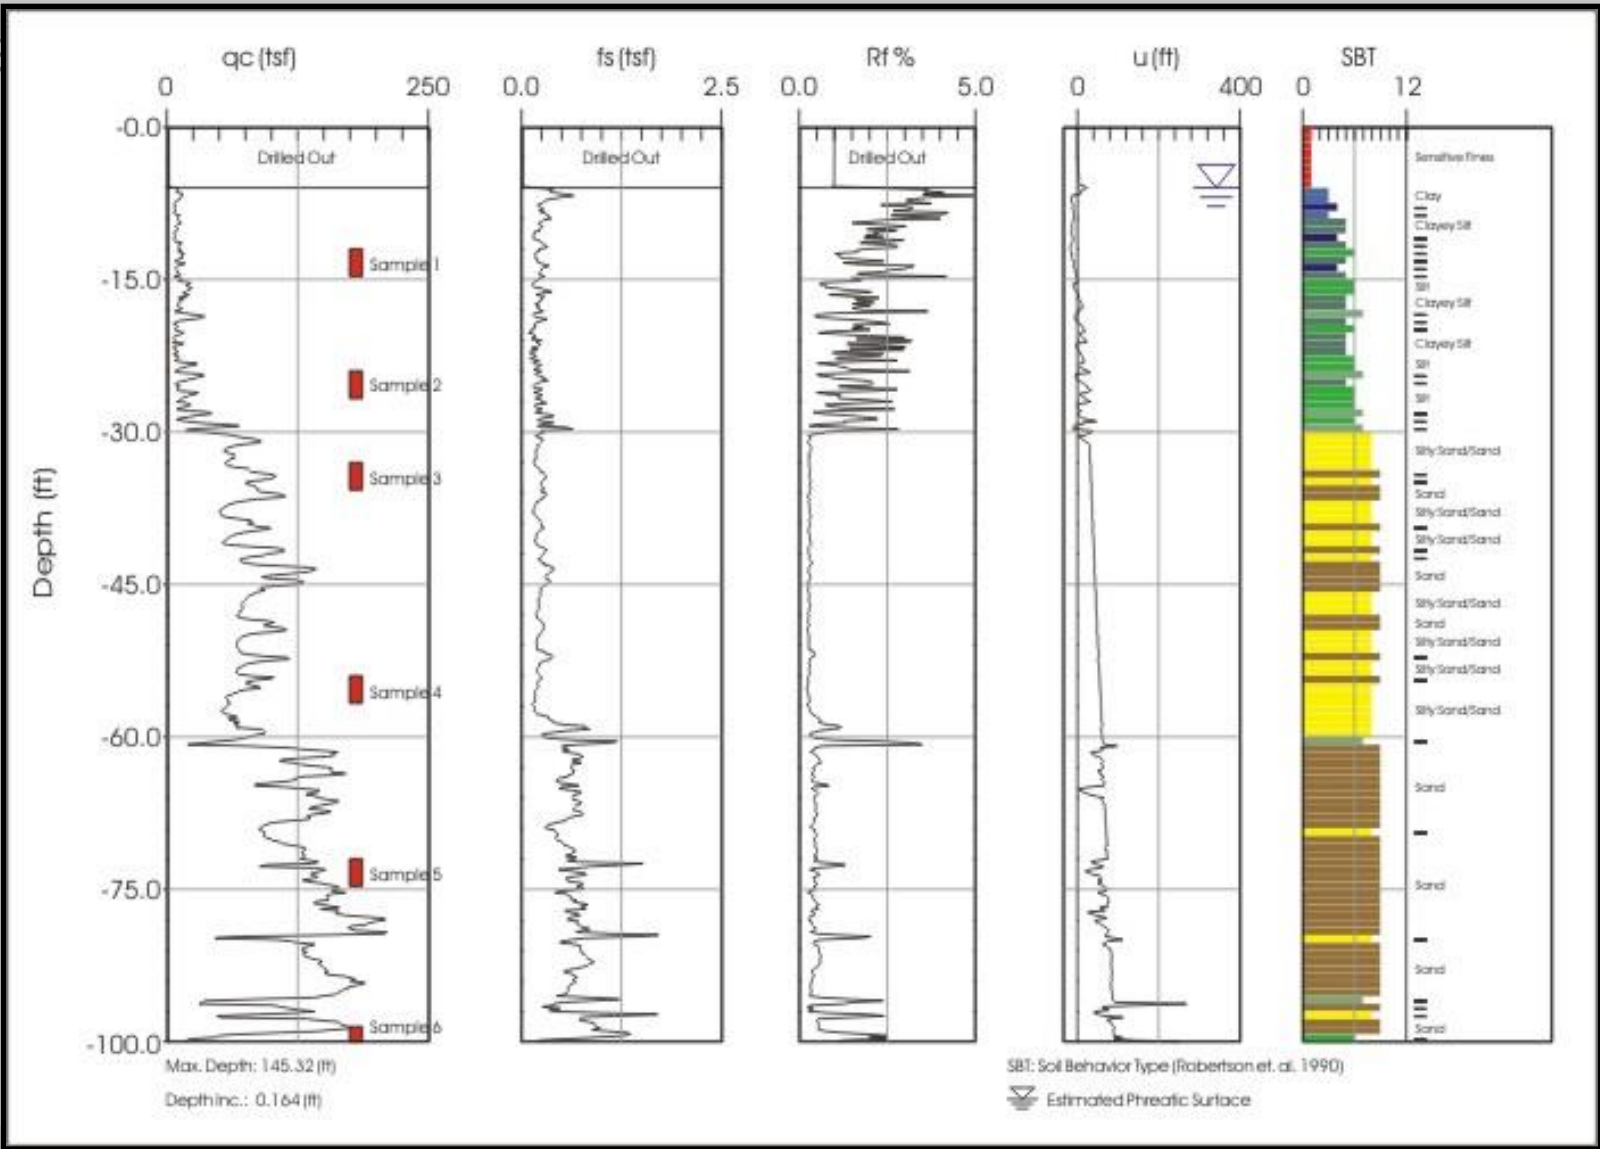 qc (tsf) fs (tsf) Rf % u (ft) SBT
0 250 0.0 2.5 0.0 5.0 0 400 0 12
-0.0
Drilled Out Drilled Out Drilled Out Sensitive Fines
Clay
Clayey Silt
Sample 1
-15.0
Silt
Clayey Silt
Clayey Silt
Silt
Sample 2
Silt
-30.0
Silty Sand/Sand
Sample 3
Sand
Silty Sand/Sand
Silty Sand/Sand
Depth (ft)
Sand
-45.0
Silty Sand/Sand
Sand
Silty Sand/Sand
Silty Sand/Sand
Sample 4
Silty Sand/Sand
-60.0
Sand
Sample 5
Sand
-75.0
Sand
Sample 6 Sand
-100.0
Max. Depth: 145.32 (ft) SBT: Soil Behavior Type (Robertson et. al. 1990)
Depth Inc.: 0.164 (ft) Estimated Phreatic Surface